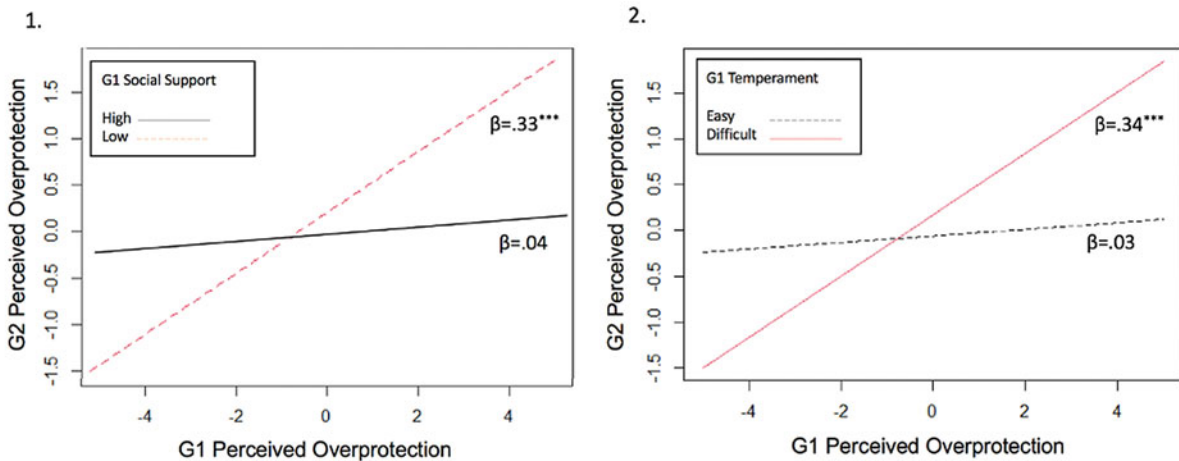 1.
G1 Social Support
High
Low
β=.33***
β=.04
1.5
1.0
0.5
0.0
-0.5
-1.0
-1.5
G2 Perceived Overprotection
-4
-2
0
2
4
G1 Perceived Overprotection
2.
G1 Temperament
Easy
Difficult
β=.34***
β=.03
1.5
1.0
0.5
0.0
-0.5
-1.0
-1.5
G2 Perceived Overprotection
-4
-2
0
2
4
G1 Perceived Overprotection